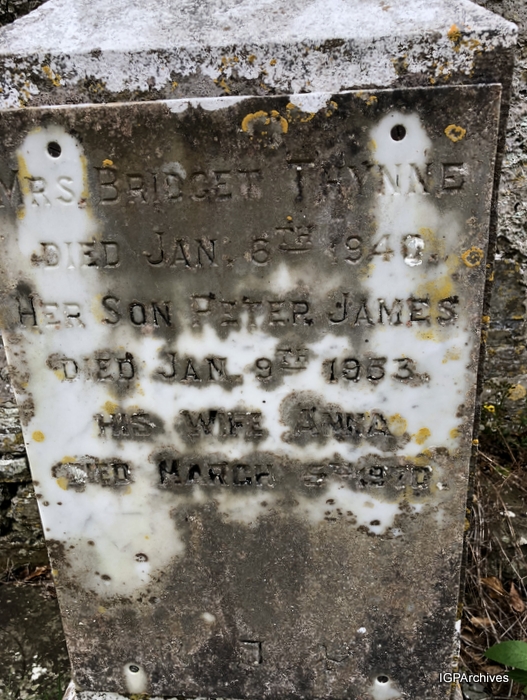 MRS. BRIDGET THYNNE
DIED JAN. 6TH 1940.
HER SON PETER JAMES
DIED JAN. 9TH 1953.
HIS WIFE ANNA
DIED MARCH 5TH
IGPArchives